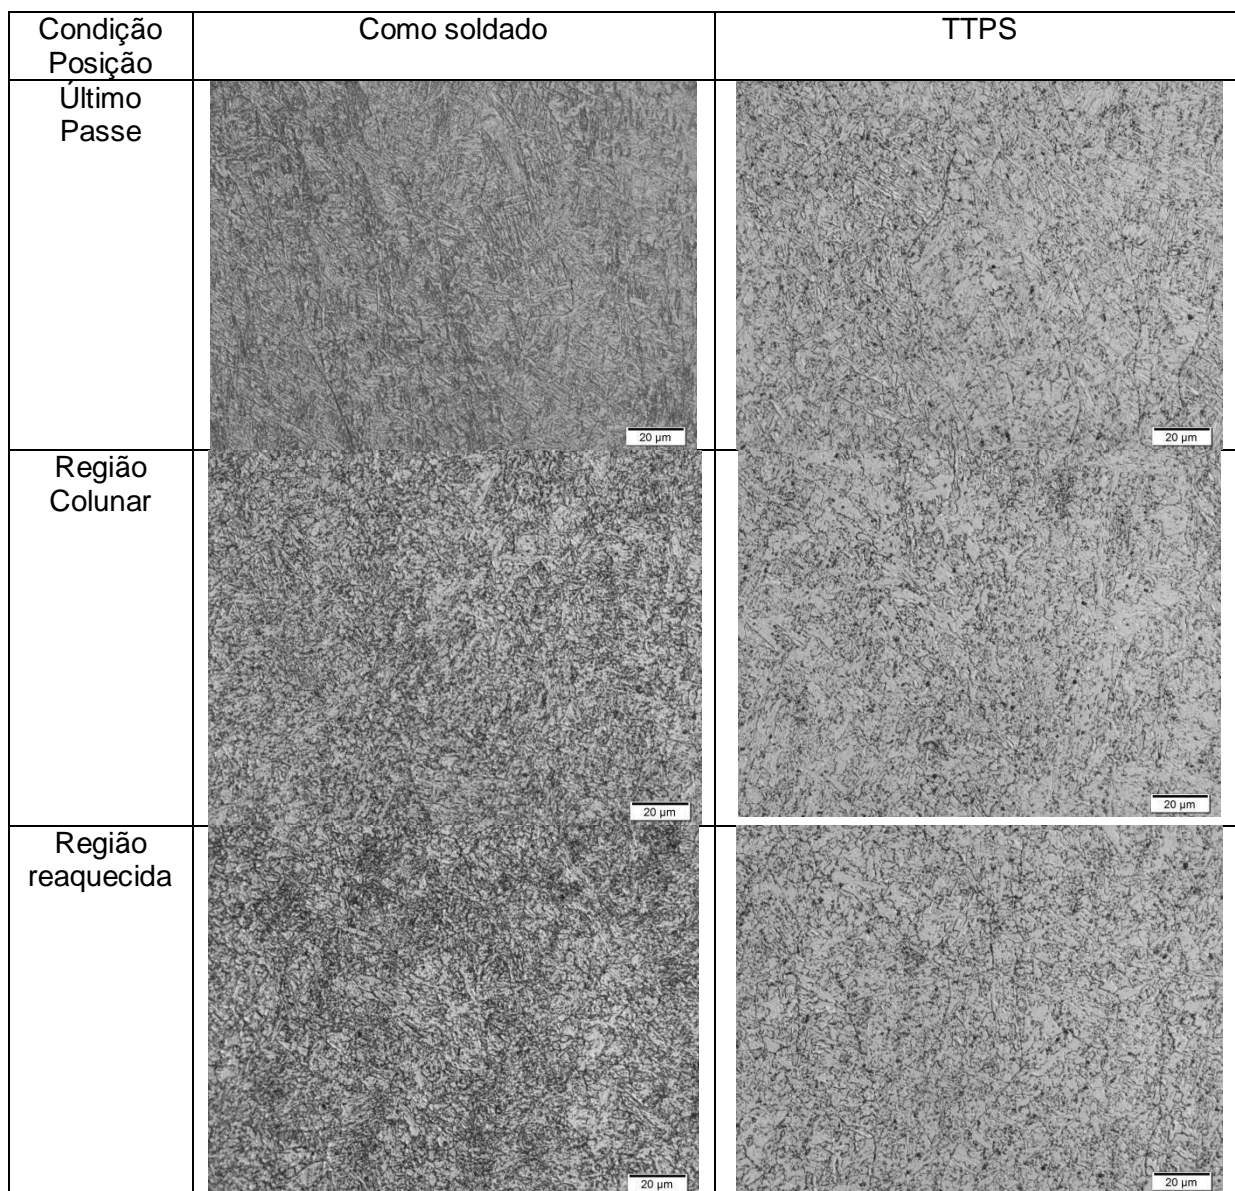 Condição
Posição
Como soldado
TTPS
Último
Passe
20 µm
20 µm
Região
Colunar
20 µm
20 µm
Região
reaquecida
20 µm
20 µm